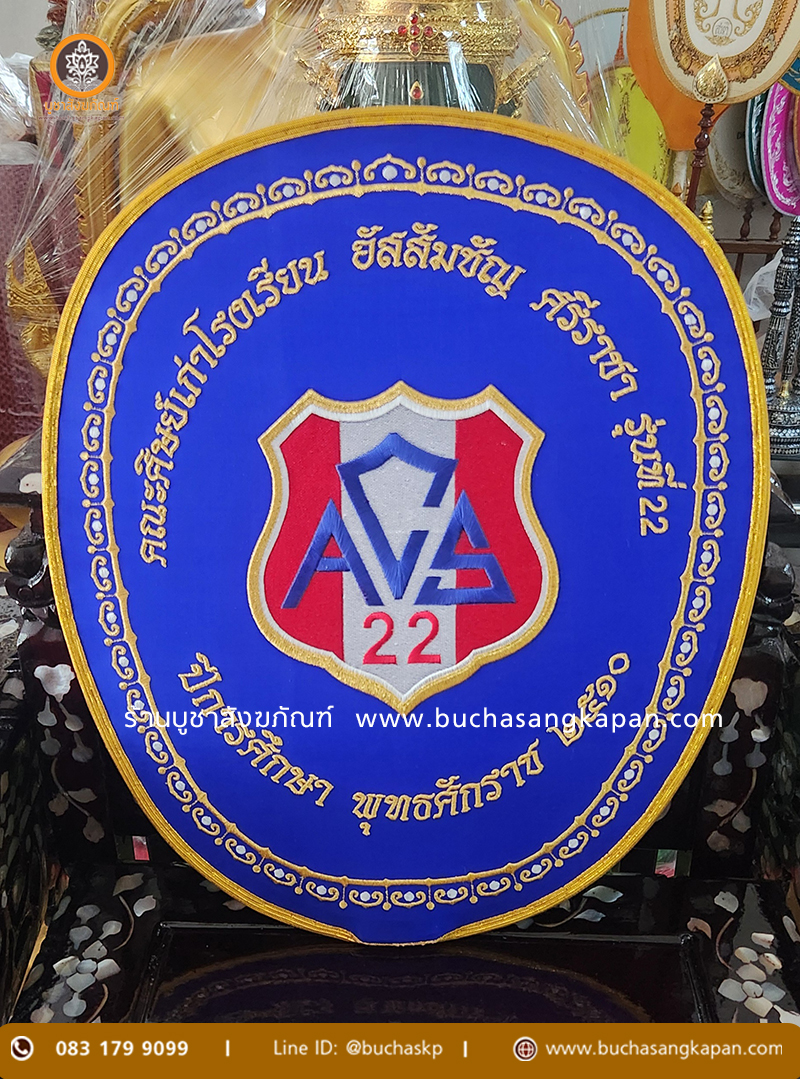 บูชาสังฆภัณฑ์
คณะศิษย์เก่าโรงเรียน อัสสัมชัญ ศรีราชา รุ่นที่ 22
ACS
22
ปีการศึกษา พุทธศักราช ๒๕๑๐
ร้านบูชาสังฆภัณฑ์ www.buchasangkapan.com
083 179 9099 | Line ID: @buchaskp | www.buchasangkapan.com